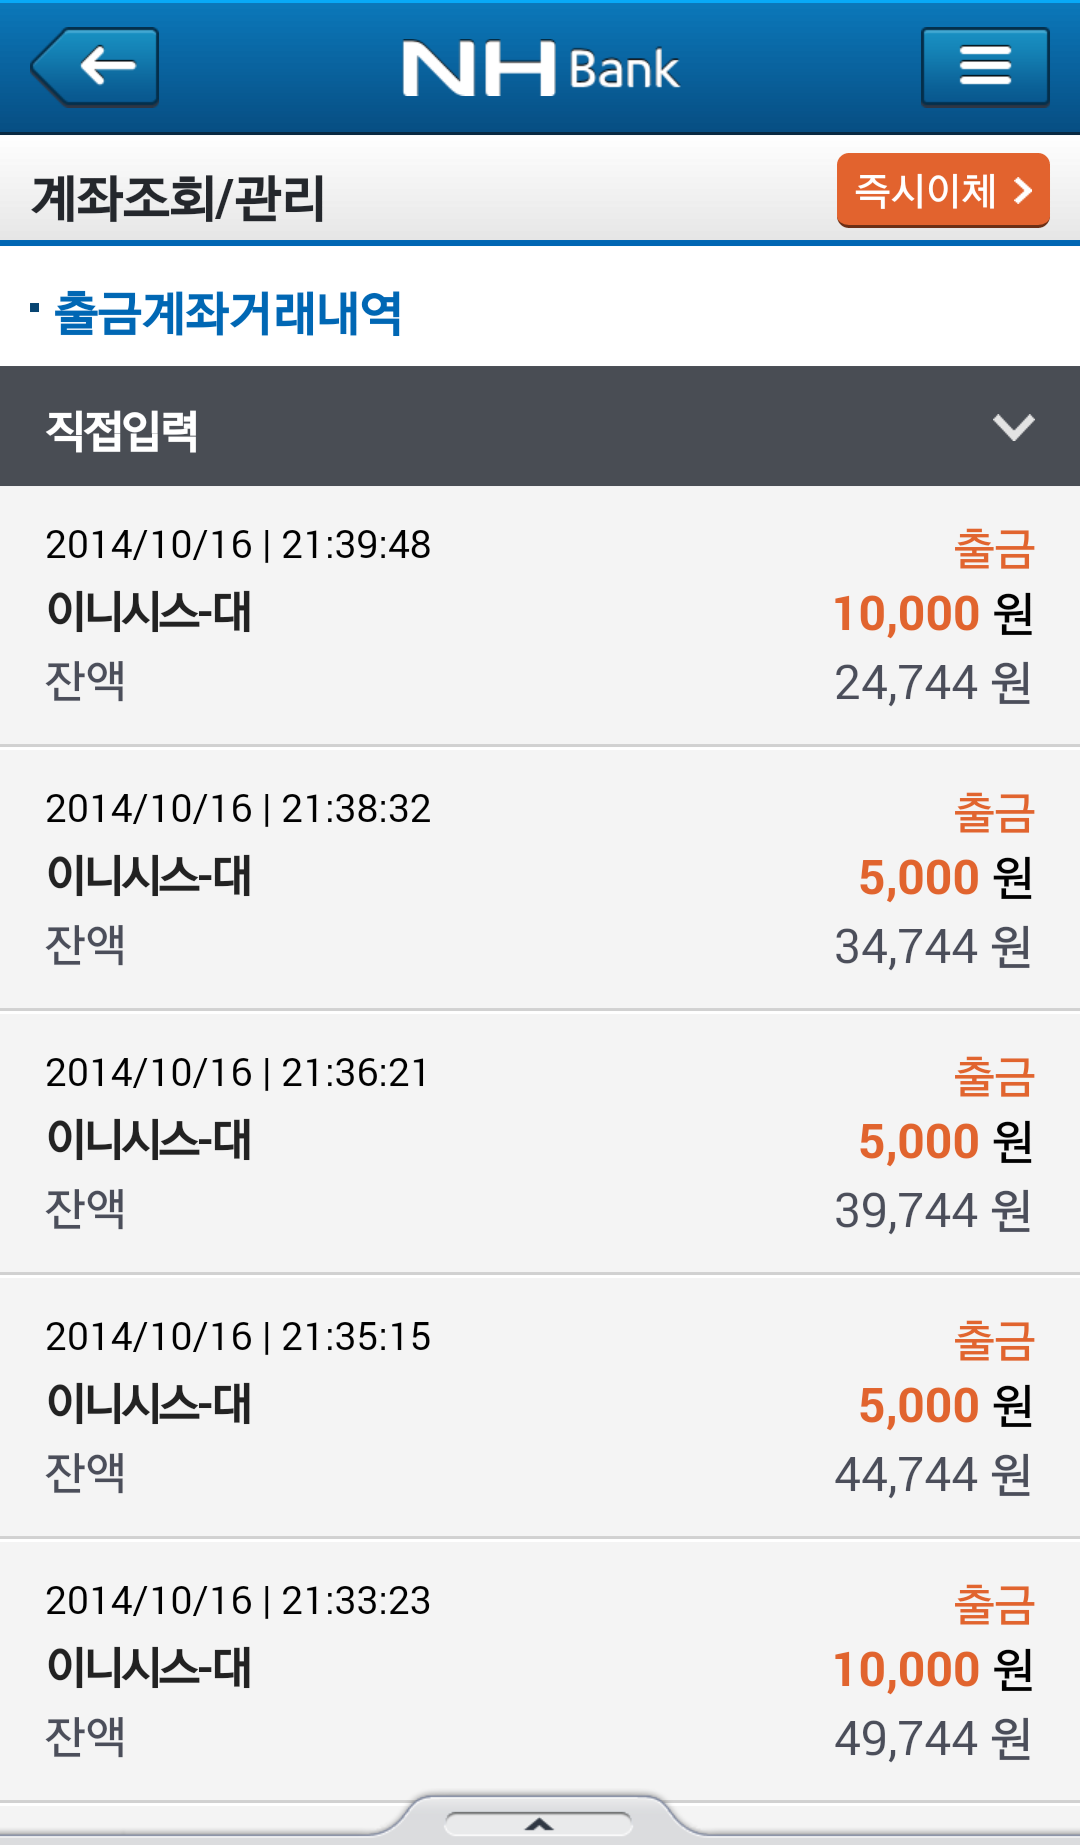 NH Bank
계좌조회/관리
즉시이체
출금계좌거래내역
직접입력
2014/10/16 | 21:39:48 출금
이니시스-대 10,000 원
잔액 24,744 원
2014/10/16 | 21:38:32 출금
이니시스-대 5,000 원
잔액 34,744 원
2014/10/16 | 21:36:21 출금
이니시스-대 5,000 원
잔액 39,744 원
2014/10/16 | 21:35:15 출금
이니시스-대 5,000 원
잔액 44,744 원
2014/10/16 | 21:33:23 출금
이니시스-대 10,000 원
잔액 49,744 원